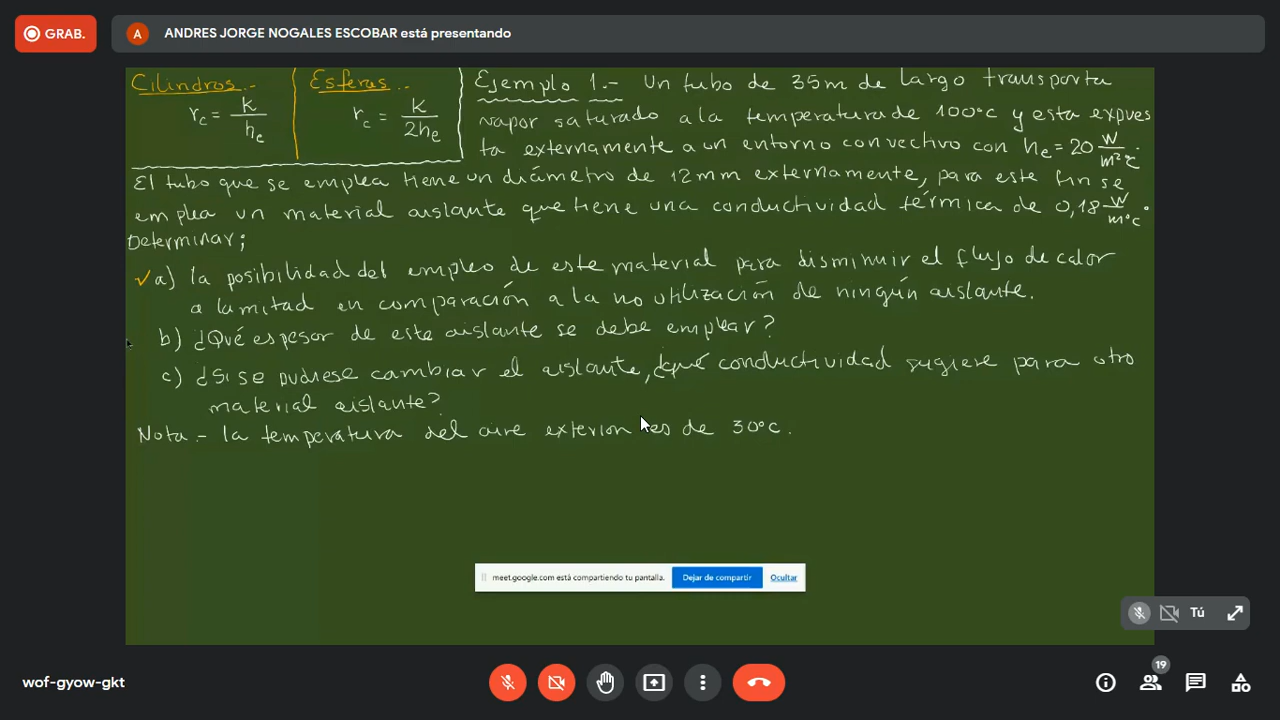 GRAB.
A ANDRES JORGE NOGALES ESCOBAR está presentando
Cilindros.-
r_c = k / h_e
Esferas.-
r_c = k / 2h_e
Ejemplo 1.- Un tubo de 35m de largo transporta
vapor saturado a la temperatura de 100°C y esta expues
ta externamente a un entorno convectivo con h_e = 20 W/m²°C.
El tubo que se emplea tiene un diámetro de 12mm externamente, para este fin se
emplea un material aislante que tiene una conductividad térmica de 0,18 W/m°C.
Determinar;
✓ a) la posibilidad del empleo de este material para disminuir el flujo de calor
a la mitad en comparación a la no utilización de ningún aislante.
b) ¿Qué espesor de este aislante se debe emplear?
c) ¿Si se pudiese cambiar el aislante, ¿qué conductividad sugiere para otro
material aislante?
Nota.- la temperatura del aire exterior es de 30°C.
meet.google.com está compartiendo tu pantalla.
Dejar de compartir
Ocultar
Tú
wof-gyow-gkt
19